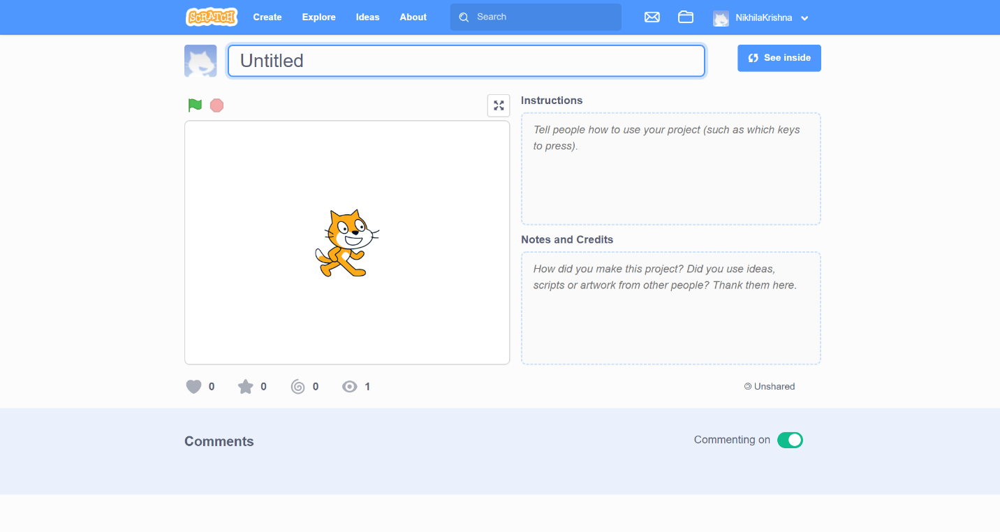 SCRATCH Create Explore Ideas About Search NikhilaKrishna
Untitled
See inside
Instructions
Tell people how to use your project (such as which keys
to press).
Notes and Credits
How did you make this project? Did you use ideas,
scripts or artwork from other people? Thank them here.
0 0 0 1
Unshared
Comments
Commenting on